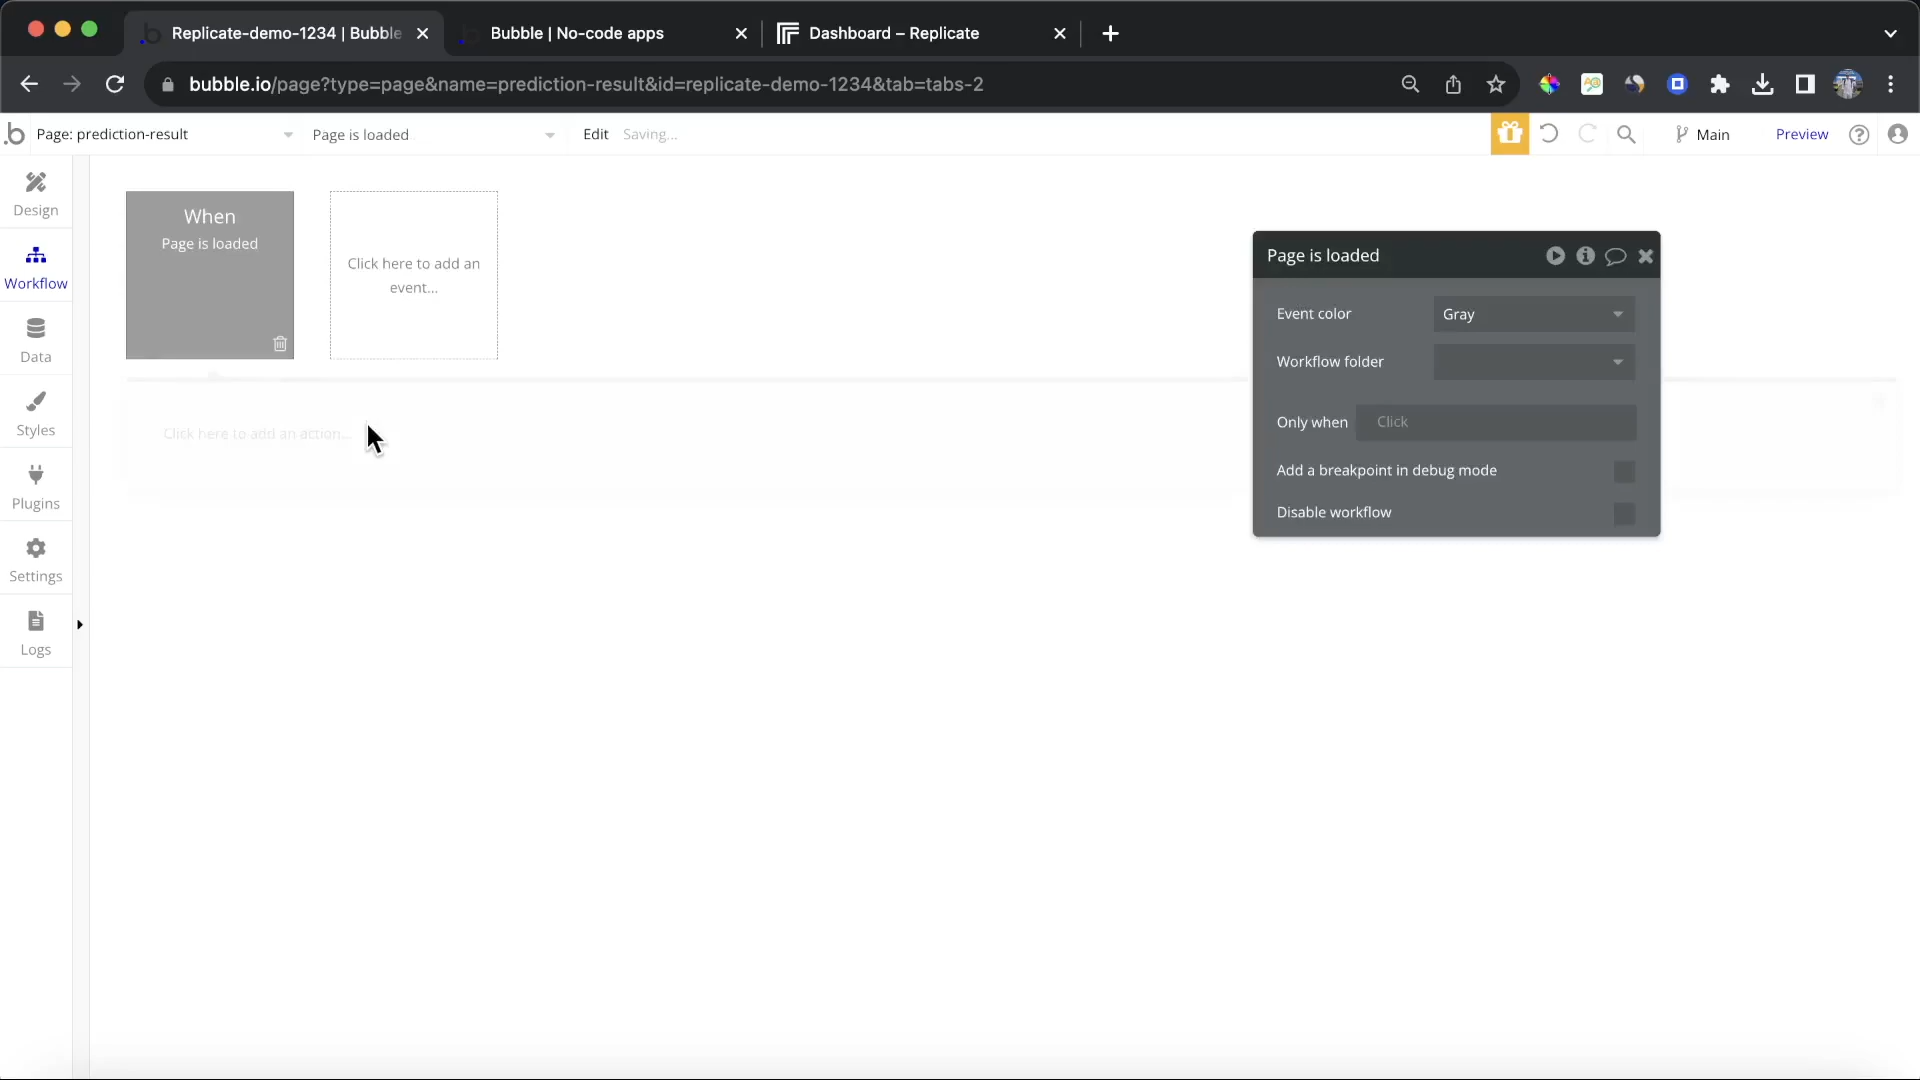 Replicate-demo-1234 | Bubble
Bubble | No-code apps
Dashboard – Replicate
bubble.io/page?type=page&name=prediction-result&id=replicate-demo-1234&tab=tabs-2
Page: prediction-result
Page is loaded
Edit
Saving...
Main
Preview
Design
Workflow
Data
Styles
Plugins
Settings
Logs
When
Page is loaded
Click here to add an
event...
Click here to add an action...
Page is loaded
Event color
Gray
Workflow folder
Only when
Click
Add a breakpoint in debug mode
Disable workflow